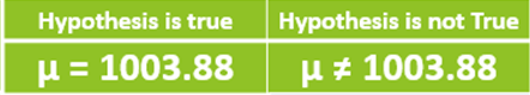 Hypothesis is true
Hypothesis is not True
μ = 1003.88
μ ≠ 1003.88